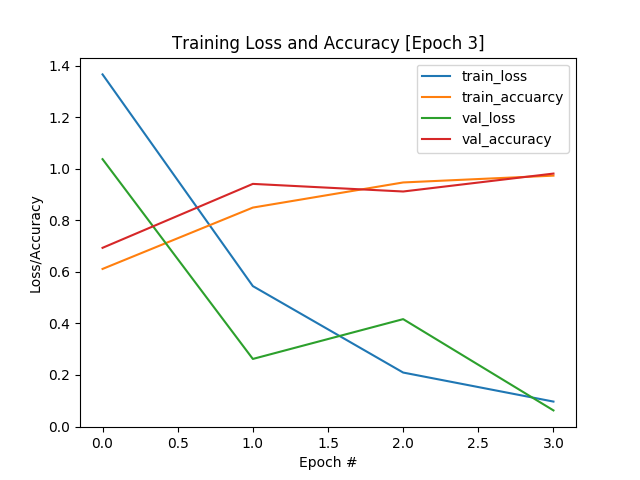 Training Loss and Accuracy [Epoch 3]
train_loss
train_accuarcy
val_loss
val_accuracy
1.4
1.2
1.0
0.8
0.6
0.4
0.2
0.0
Loss/Accuracy
0.0 0.5 1.0 1.5 2.0 2.5 3.0
Epoch #